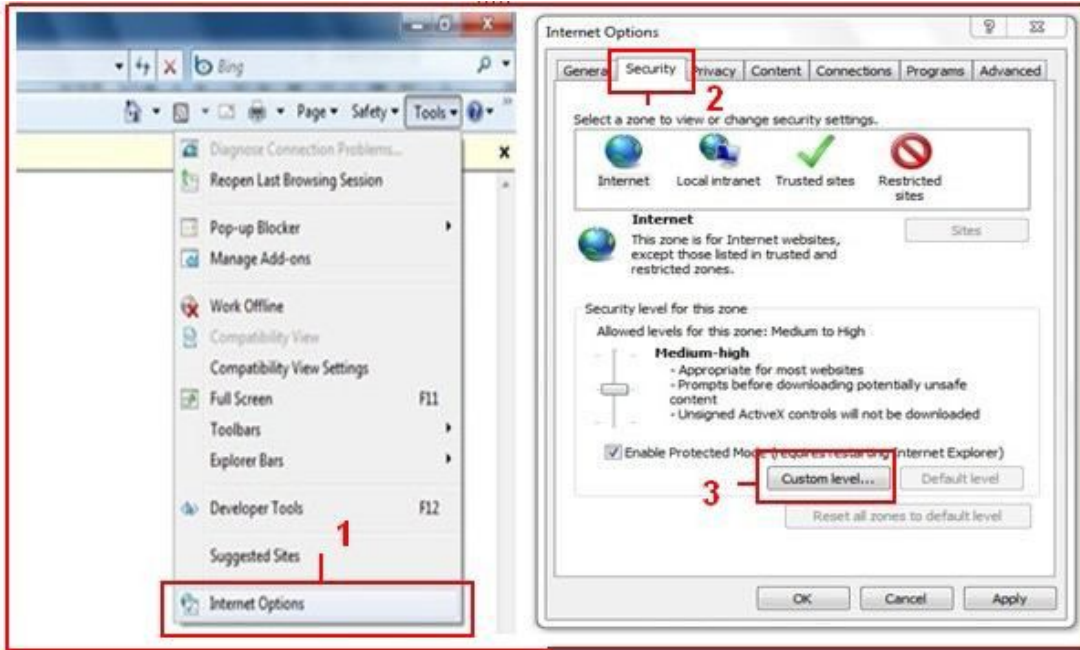 Bing
Page Safety Tools
Diagnose Connection Problems...
Reopen Last Browsing Session
Pop-up Blocker
Manage Add-ons
Work Offline
Compatibility View
Compatibility View Settings
Full Screen F11
Toolbars
Explorer Bars
Developer Tools F12
1
Suggested Sites
Internet Options
Internet Options
General Security Privacy Content Connections Programs Advanced
2
Select a zone to view or change security settings.
Internet Local intranet Trusted sites Restricted
sites
Internet
Sites
This zone is for Internet websites,
except those listed in trusted and
restricted zones.
Security level for this zone
Allowed levels for this zone: Medium to High
Medium-high
- Appropriate for most websites
- Prompts before downloading potentially unsafe
content
- Unsigned ActiveX controls will not be downloaded
Enable Protected Mode (requires restarting Internet Explorer)
3
Custom level... Default level
Reset all zones to default level
OK Cancel Apply